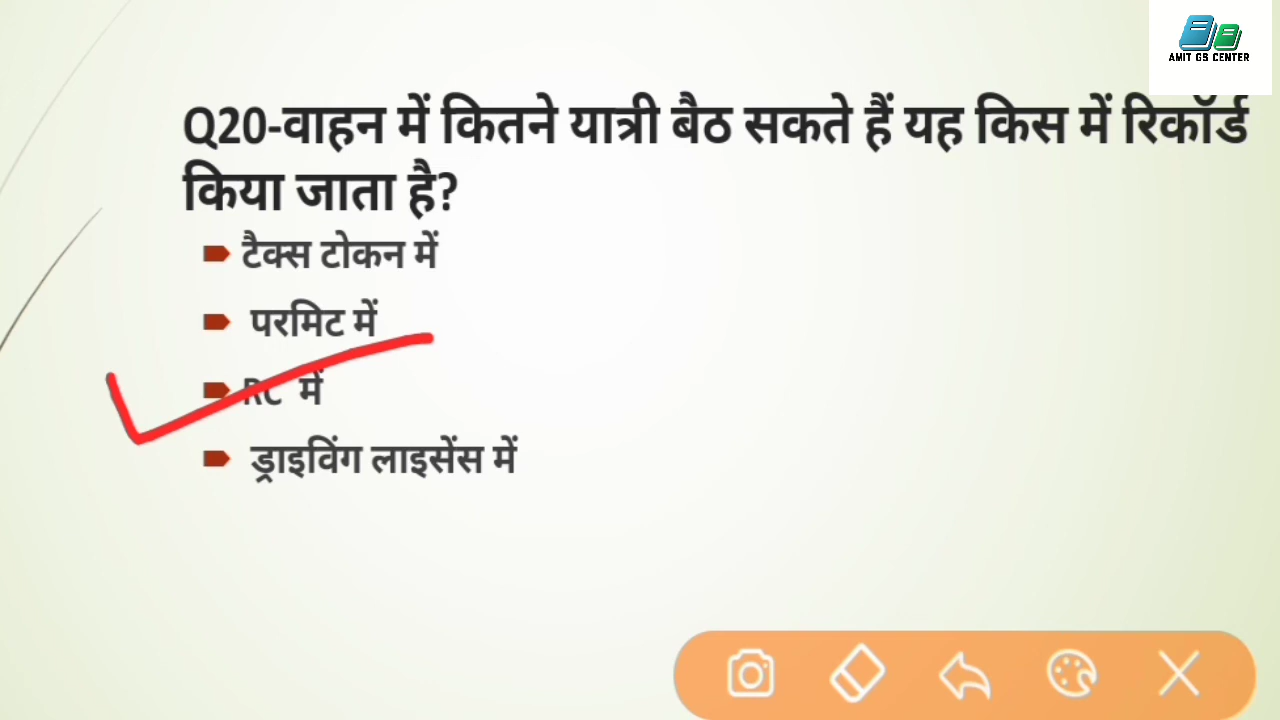 AMIT GS CENTER
Q20-वाहन में कितने यात्री बैठ सकते हैं यह किस में रिकॉर्ड
किया जाता है?
टैक्स टोकन में
परमिट में
RC में
ड्राइविंग लाइसेंस में